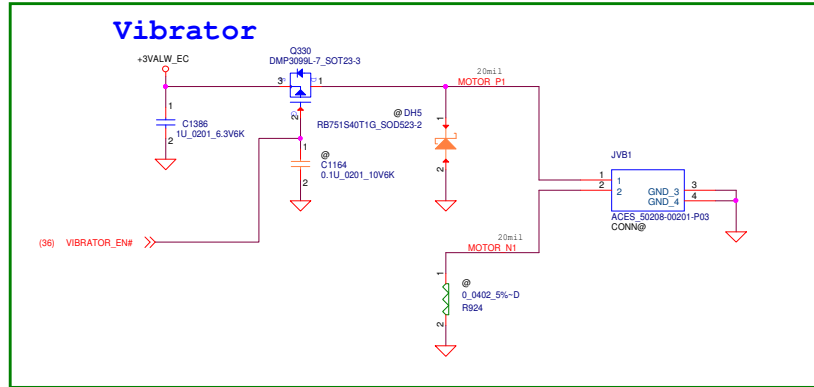 Vibrator
+3VALW_EC
Q330
DMP3099L-7_SOT23-3
3
S
D
1
2
1
C1386
1U_0201_6.3V6K
2
1
@
C1164
0.1U_0201_10V6K
2
20mil
MOTOR_P1
@ DH5
RB751S40T1G_SOD523-2
1
2
(36) VIBRATOR_EN#
JVB1
1
2
1
2
GND_3
GND_4
3
4
ACES_50208-00201-P03
CONN@
20mil
MOTOR_N1
1
@
0_0402_5%~D
R924
2